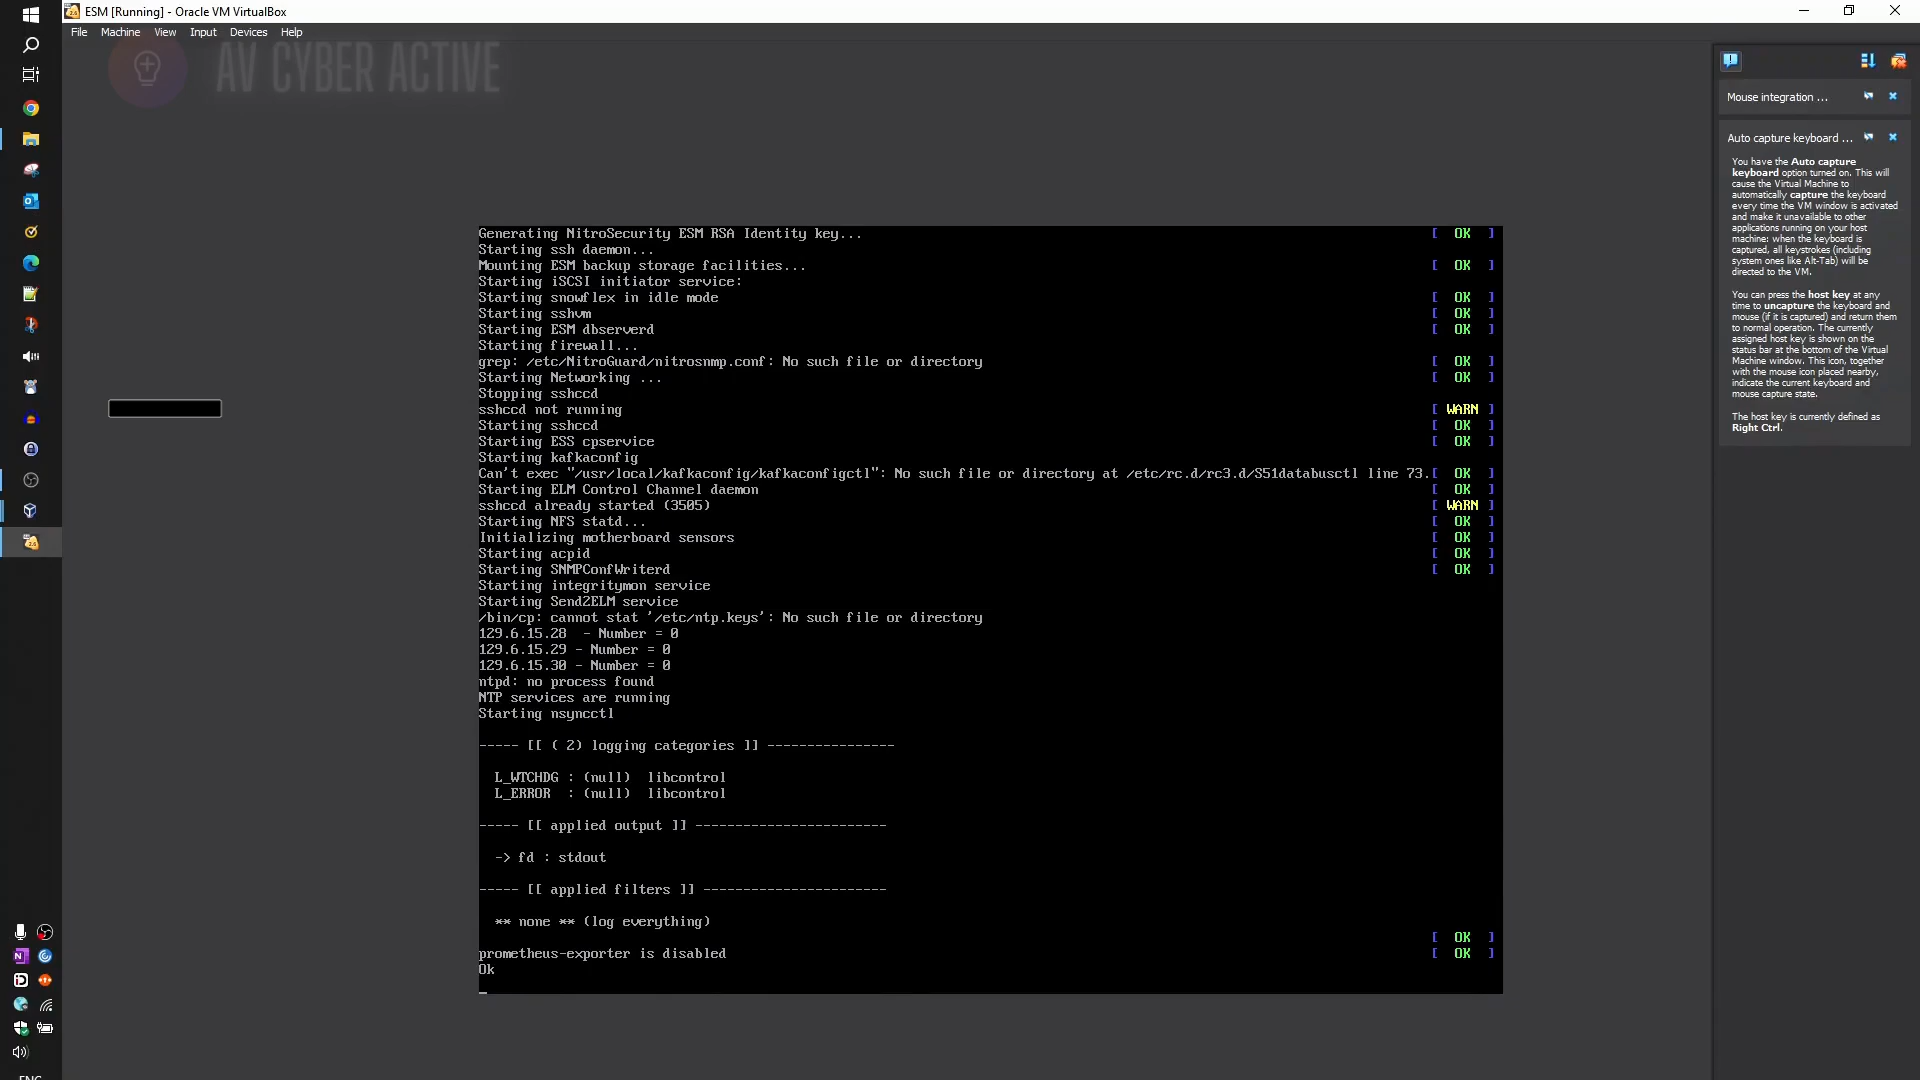 ESM [Running] - Oracle VM VirtualBox
File Machine View Input Devices Help
AV CYBER ACTIVE
Mouse integration ...
Auto capture keyboard ...
You have the Auto capture
keyboard option turned on. This will
cause the Virtual Machine to
automatically capture the keyboard
every time the VM window is activated
and make it unavailable to other
applications running on your host
machine: when the keyboard is
captured, all keystrokes (including
system ones like Alt-Tab) will be
directed to the VM.
You can press the host key at any
time to uncapture the keyboard and
mouse (if it is captured) and return them
to normal operation. The currently
assigned host key is shown on the
status bar at the bottom of the Virtual
Machine window. This icon, together
with the mouse icon placed nearby,
indicate the current keyboard and
mouse capture state.
The host key is currently defined as
Right Ctrl.
Generating NitroSecurity ESM RSA Identity key... [ OK ]
Starting ssh daemon...
Mounting ESM backup storage facilities... [ OK ]
Starting iSCSI initiator service:
Starting snowflex in idle mode [ OK ]
Starting sshvm [ OK ]
Starting ESM dbserverd [ OK ]
Starting firewall...
grep: /etc/NitroGuard/nitrosnmp.conf: No such file or directory [ OK ]
Starting Networking ... [ OK ]
Stopping sshccd
sshccd not running [ WARN ]
Starting sshccd [ OK ]
Starting ESS cpservice [ OK ]
Starting kafkaconfig
Can't exec "/usr/local/kafkaconfig/kafkaconfigctl": No such file or directory at /etc/rc.d/rc3.d/S51databusctl line 73. [ OK ]
Starting ELM Control Channel daemon [ OK ]
sshccd already started (3505) [ WARN ]
Starting NFS statd... [ OK ]
Initializing motherboard sensors [ OK ]
Starting acpid [ OK ]
Starting SNMPConfWriterd [ OK ]
Starting integritymon service
Starting Send2ELM service
/bin/cp: cannot stat '/etc/ntp.keys': No such file or directory
129.6.15.28  - Number = 0
129.6.15.29 - Number = 0
129.6.15.30 - Number = 0
ntpd: no process found
NTP services are running
Starting nsyncctl
----- [[ ( 2) logging categories ]] ----------------
L_WTCHDG : (null)  libcontrol
L_ERROR  : (null)  libcontrol
----- [[ applied output ]] ------------------------
-> fd : stdout
----- [[ applied filters ]] -----------------------
** none ** (log everything)
[ OK ]
prometheus-exporter is disabled [ OK ]
Ok